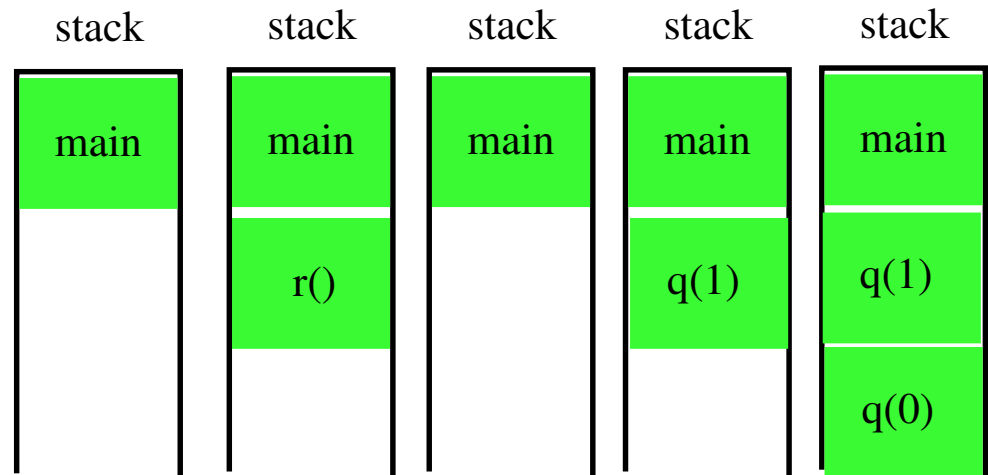 stack stack stack stack stack
main main main main main
r() q(1) q(1)
q(0)